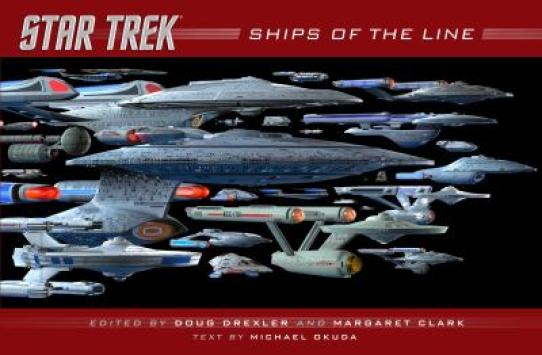 STAR TREK SHIPS OF THE LINE
EDITED BY DOUG DREXLER AND MARGARET CLARK
TEXT BY MICHAEL OKUDA